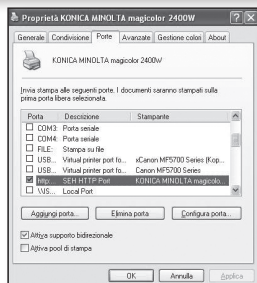 Proprietà KONICA MINOLTA magicolor 2400W
Generale Condivisione Porte Avanzate Gestione colori About
KONICA MINOLTA magicolor 2400W
Invia stampa alle seguenti porte. I documenti saranno stampati sulla
prima porta libera selezionata.
Porta Descrizione Stampante
COM3: Porta seriale
COM4: Porta seriale
FILE: Stampa su file
USB... Virtual printer port fo... xCanon MF5700 Series (Kop...
USB... Virtual printer port fo... Canon MF5700 Series
http:... SEH HTTP Port KONICA MINOLTA magicolo...
\\IS... Local Port
Aggiungi porta... Elimina porta Configura porta...
Attiva supporto bidirezionale
Attiva pool di stampa
OK Annulla Applica